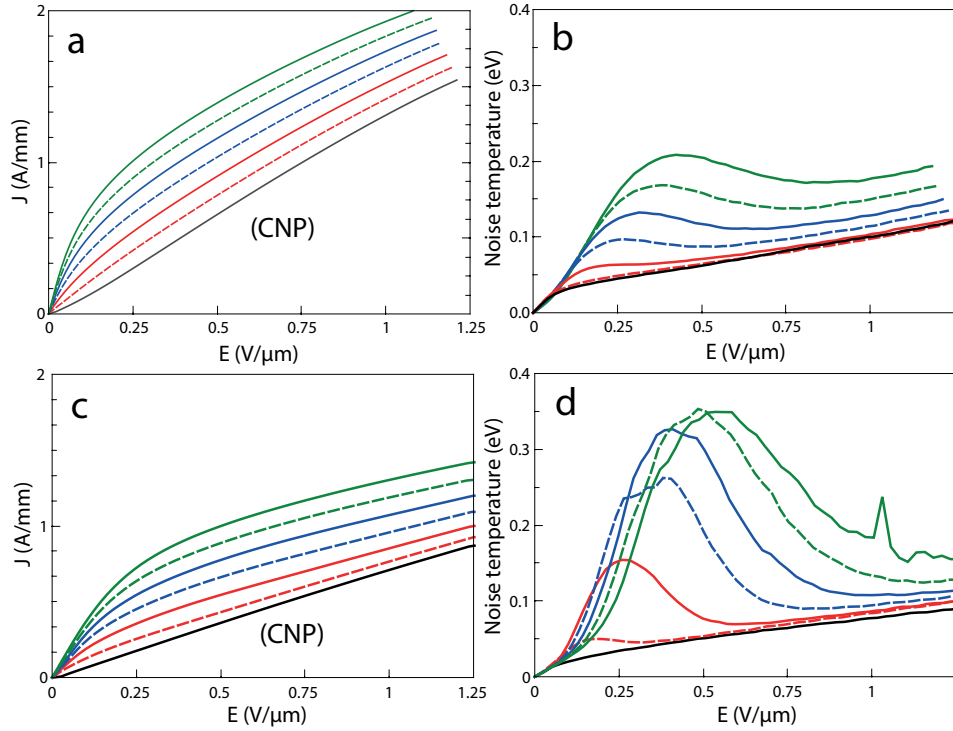 a
J (A/mm)
2
1
0
(CNP)
0 0.25 0.5 0.75 1 1.25
E (V/µm)
b
Noise temperature (eV)
0.4
0.3
0.2
0.1
0.0
0 0.25 0.5 0.75 1
E (V/µm)
c
J (A/mm)
2
1
0
(CNP)
0 0.25 0.5 0.75 1 1.25
E (V/µm)
d
Noise temperature (eV)
0.4
0.3
0.2
0.1
0
0 0.25 0.5 0.75 1
E (V/µm)